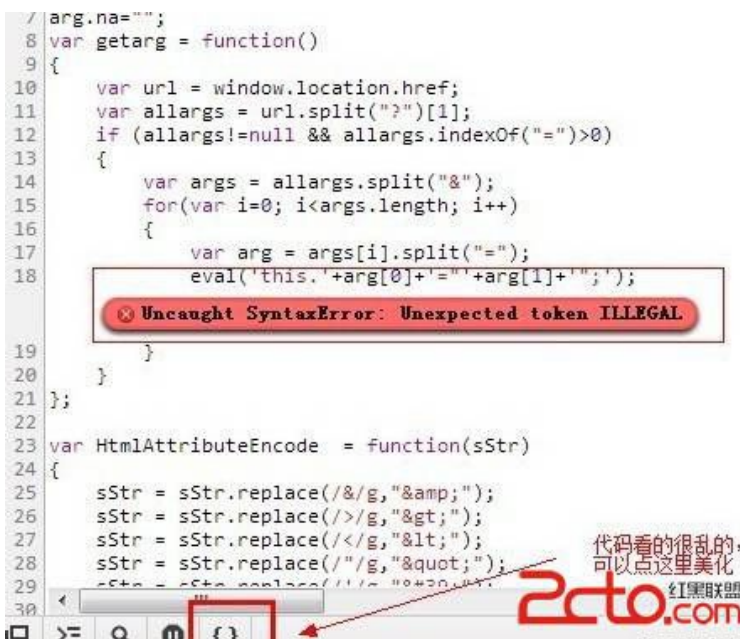 7 arg.na="";
8 var getarg = function()
9 {
10 var url = window.location.href;
11 var allargs = url.split("?")[1];
12 if (allargs!=null && allargs.indexOf("=")>0)
13 {
14 var args = allargs.split("&");
15 for(var i=0; i<args.length; i++)
16 {
17 var arg = args[i].split("=");
18 eval('this.'+arg[0]+'="'+arg[1]+'";');
Uncaught SyntaxError: Unexpected token ILLEGAL
19 }
20 }
21 };
22
23 var HtmlAttributeEncode = function(sStr)
24 {
25 sStr = sStr.replace(/&/g,"&amp;");
26 sStr = sStr.replace(/>/g,"&gt;");
27 sStr = sStr.replace(/</g,"&lt;");
28 sStr = sStr.replace(/"/g,"&quot;");
29 sStr = sStr.replace(/'/g,"&#39;");
30
代码看的很乱的，
可以点这里美化
红黑联盟
2cto.com
{ }